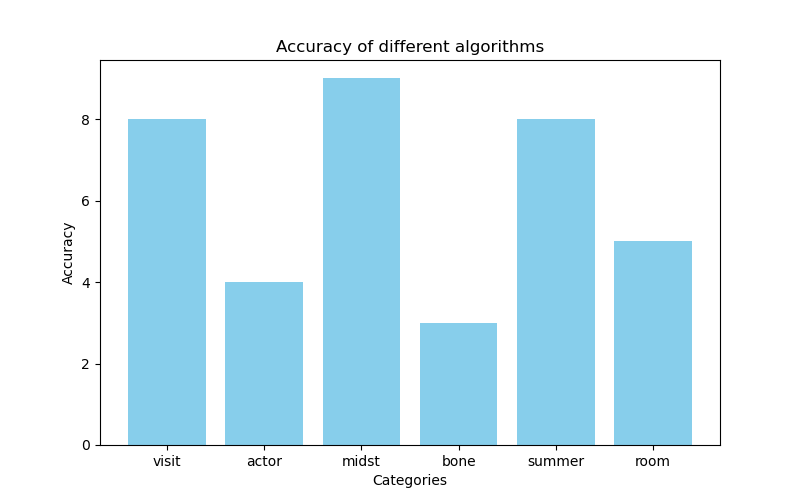 Accuracy of different algorithms
Accuracy
8
6
4
2
0
visit actor midst bone summer room
Categories